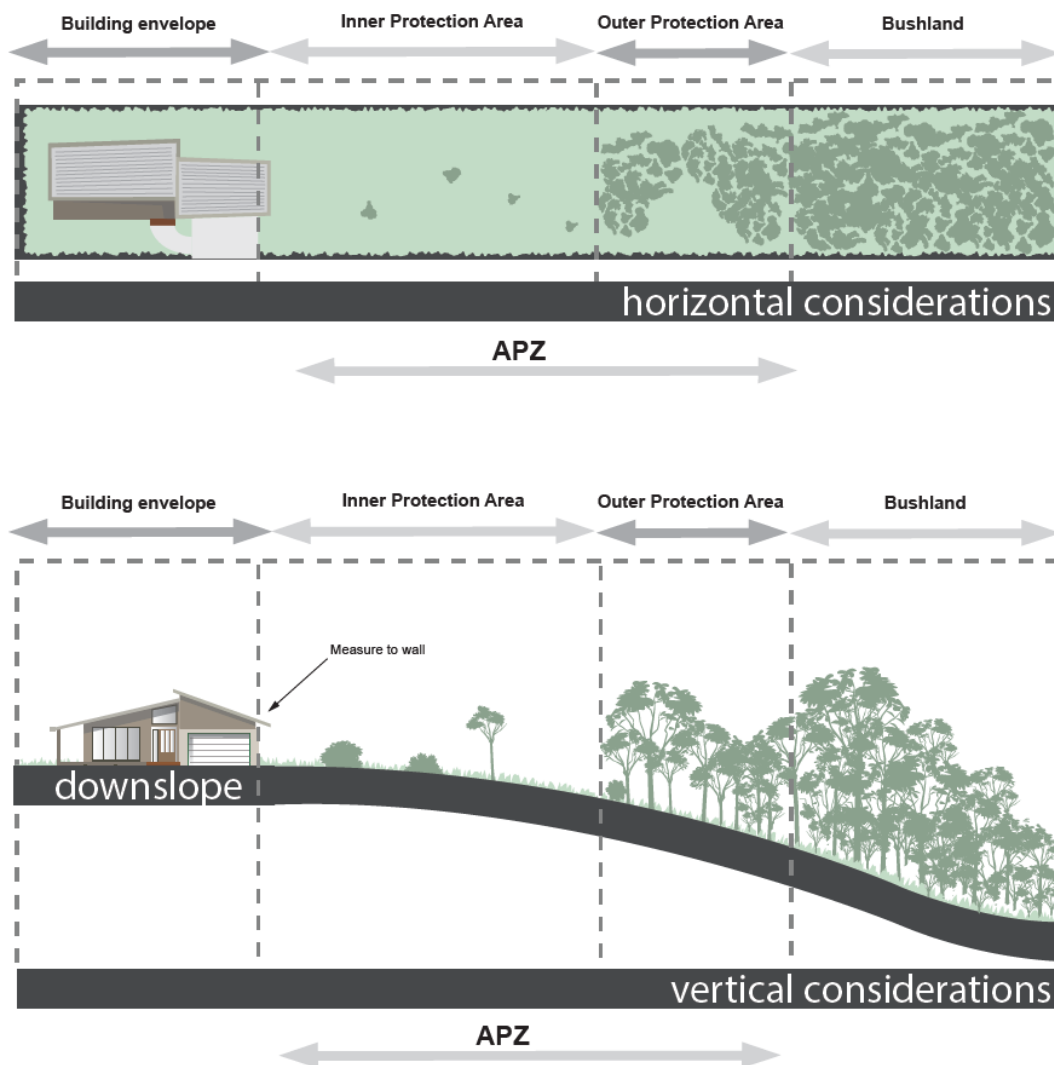 Building envelope
Inner Protection Area
Outer Protection Area
Bushland
horizontal considerations
APZ
Building envelope
Inner Protection Area
Outer Protection Area
Bushland
Measure to wall
downslope
vertical considerations
APZ